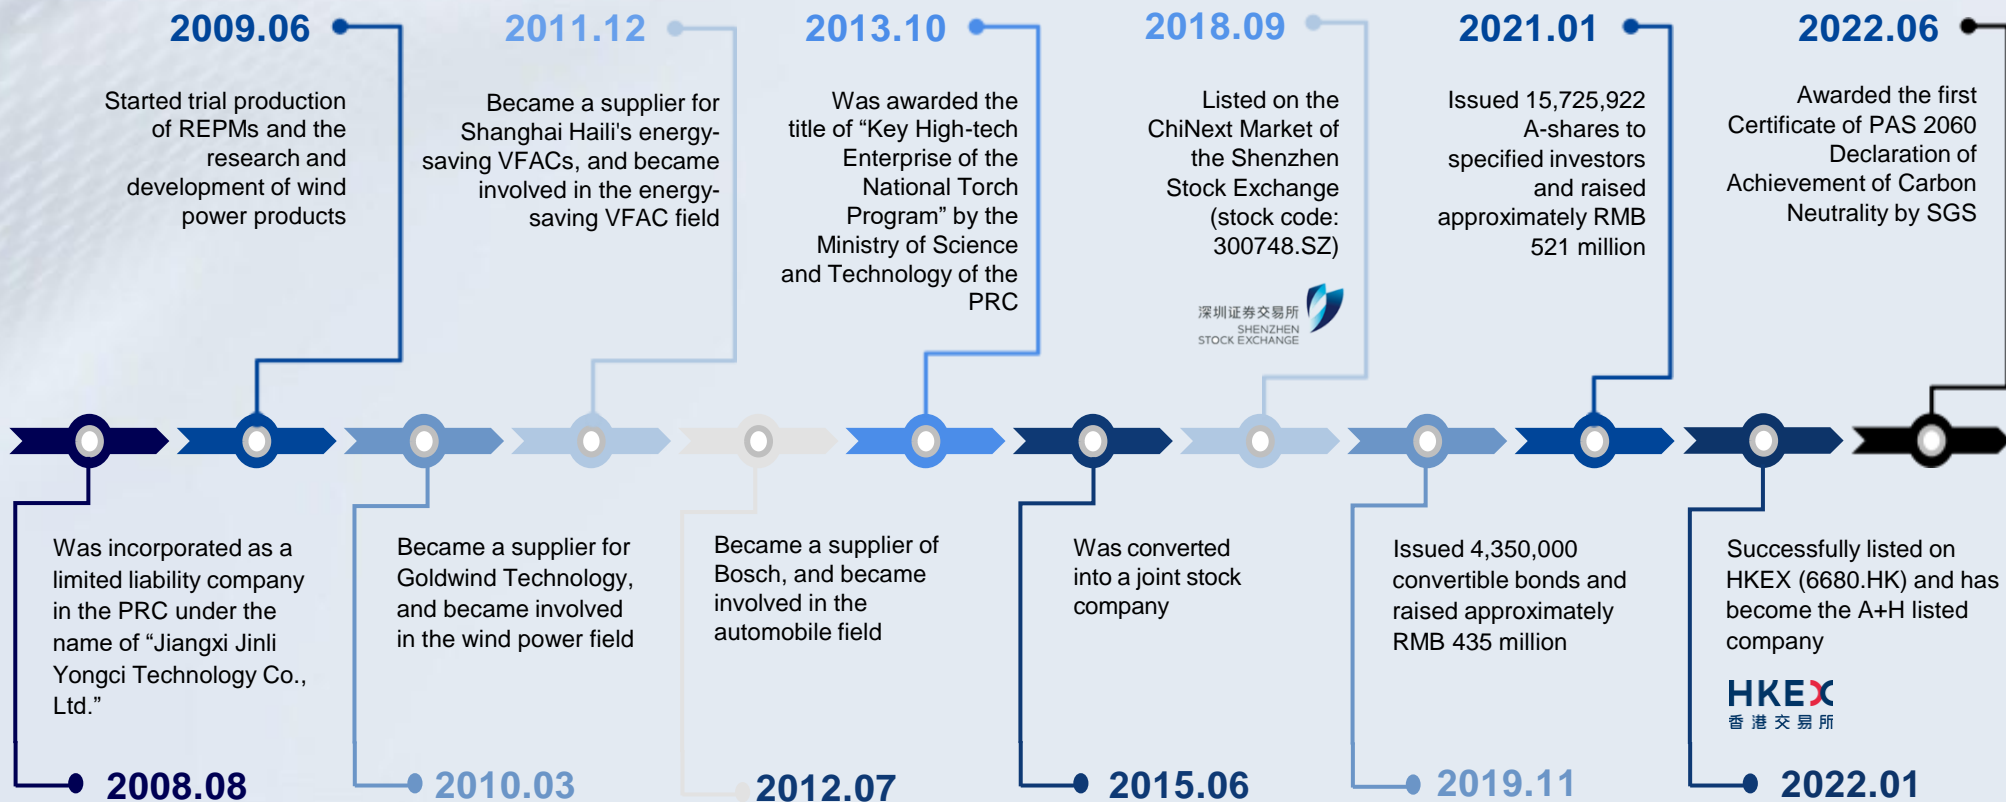 2009.06
Started trial production
of REPMs and the
research and
development of wind
power products
2011.12
Became a supplier for
Shanghai Haili's energy-
saving VFACs, and became
involved in the energy-
saving VFAC field
2013.10
Was awarded the
title of “Key High-tech
Enterprise of the
National Torch
Program” by the
Ministry of Science
and Technology of the
PRC
2018.09
Listed on the
ChiNext Market of
the Shenzhen
Stock Exchange
(stock code:
300748.SZ)
深圳证券交易所
SHENZHEN
STOCK EXCHANGE
2021.01
Issued 15,725,922
A-shares to
specified investors
and raised
approximately RMB
521 million
2022.06
Awarded the first
Certificate of PAS 2060
Declaration of
Achievement of Carbon
Neutrality by SGS
Was incorporated as a
limited liability company
in the PRC under the
name of “Jiangxi Jinli
Yongci Technology Co.,
Ltd.”
2008.08
Became a supplier for
Goldwind Technology,
and became involved
in the wind power field
2010.03
Became a supplier of
Bosch, and became
involved in the
automobile field
2012.07
Was converted
into a joint stock
company
2015.06
Issued 4,350,000
convertible bonds and
raised approximately
RMB 435 million
2019.11
Successfully listed on
HKEX (6680.HK) and has
become the A+H listed
company
HKEX
香港交易所
2022.01